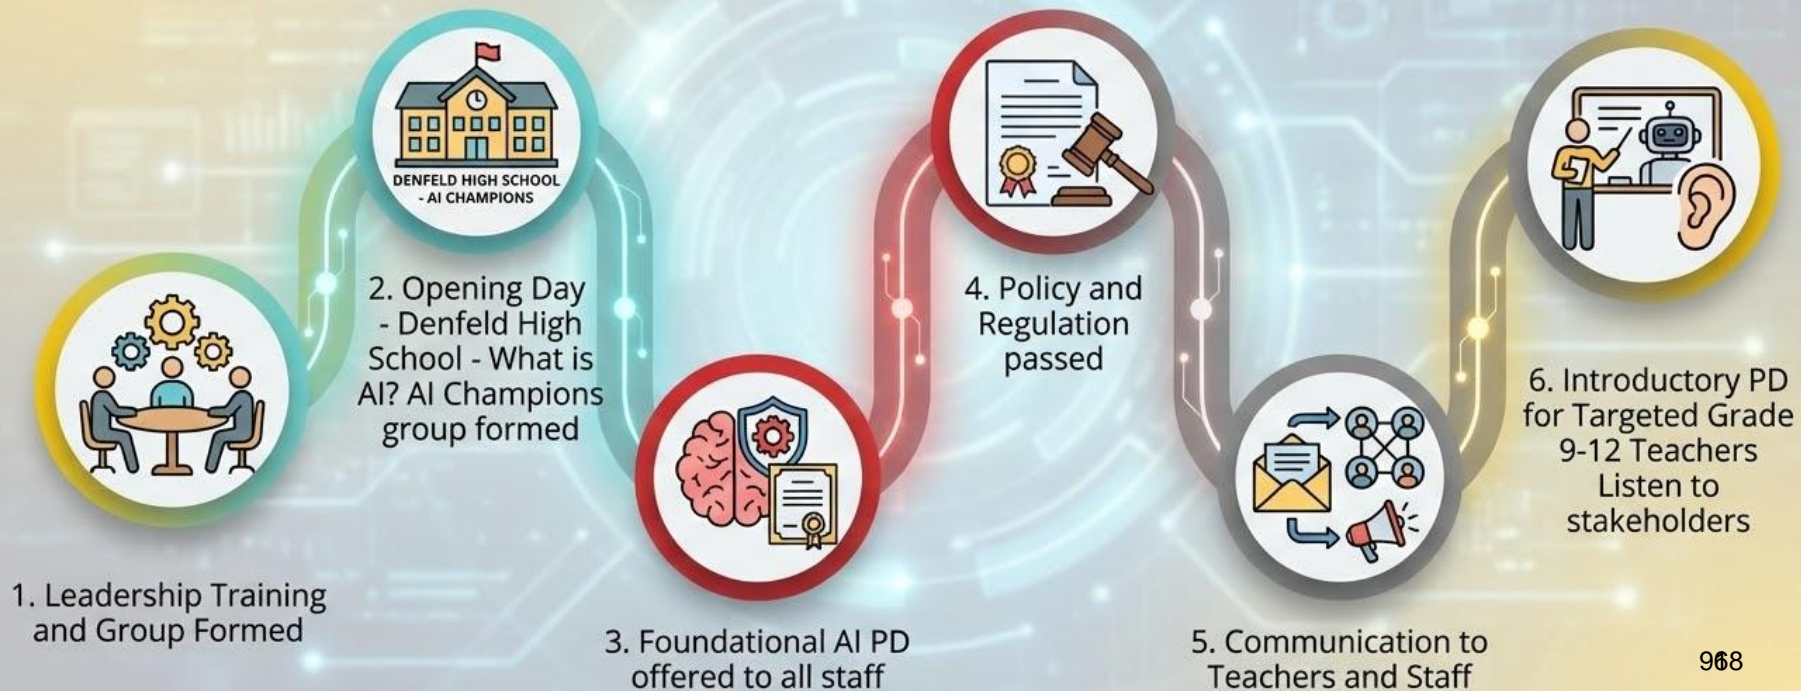 1. Leadership Training
and Group Formed
DENFELD HIGH SCHOOL
- AI CHAMPIONS
2. Opening Day
- Denfeld High
School - What is
AI? AI Champions
group formed
3. Foundational AI PD
offered to all staff
4. Policy and
Regulation
passed
5. Communication to
Teachers and Staff
6. Introductory PD
for Targeted Grade
9-12 Teachers
Listen to
stakeholders